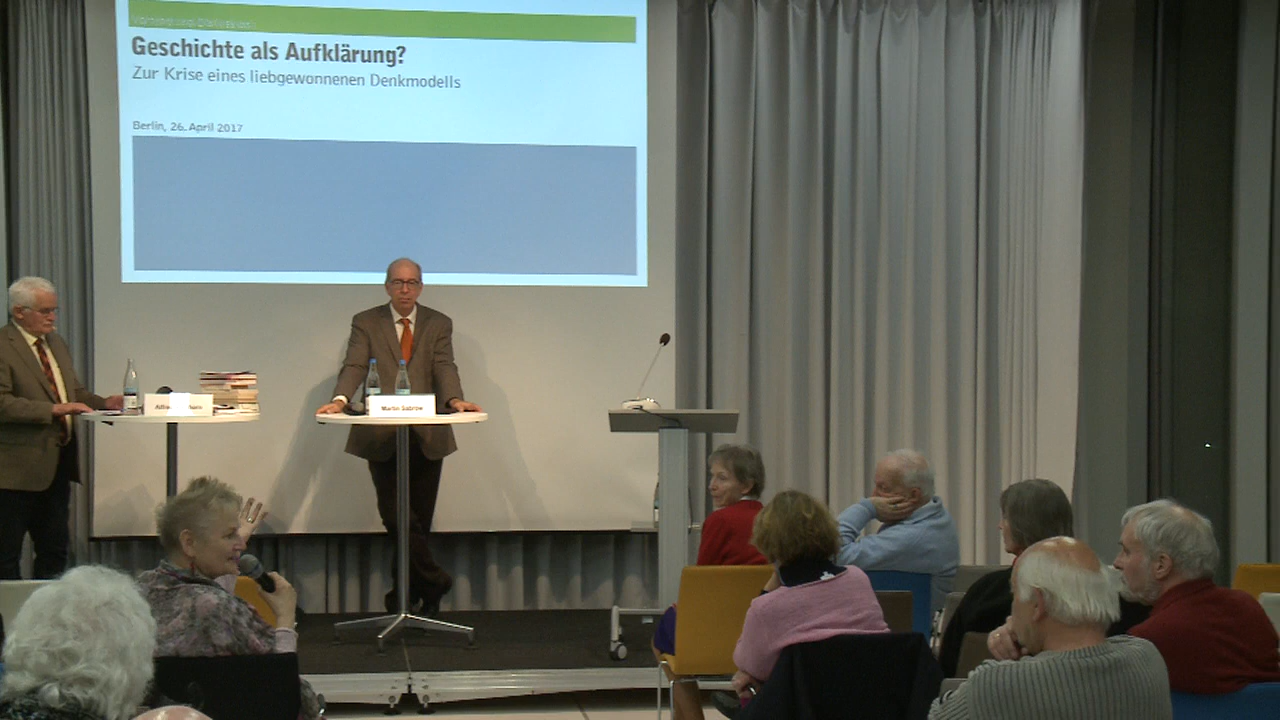 Geschichte als Aufklärung?
Zur Krise eines liebgewonnenen Denkmodells
Berlin, 26. April 2017
Martin Sabrow